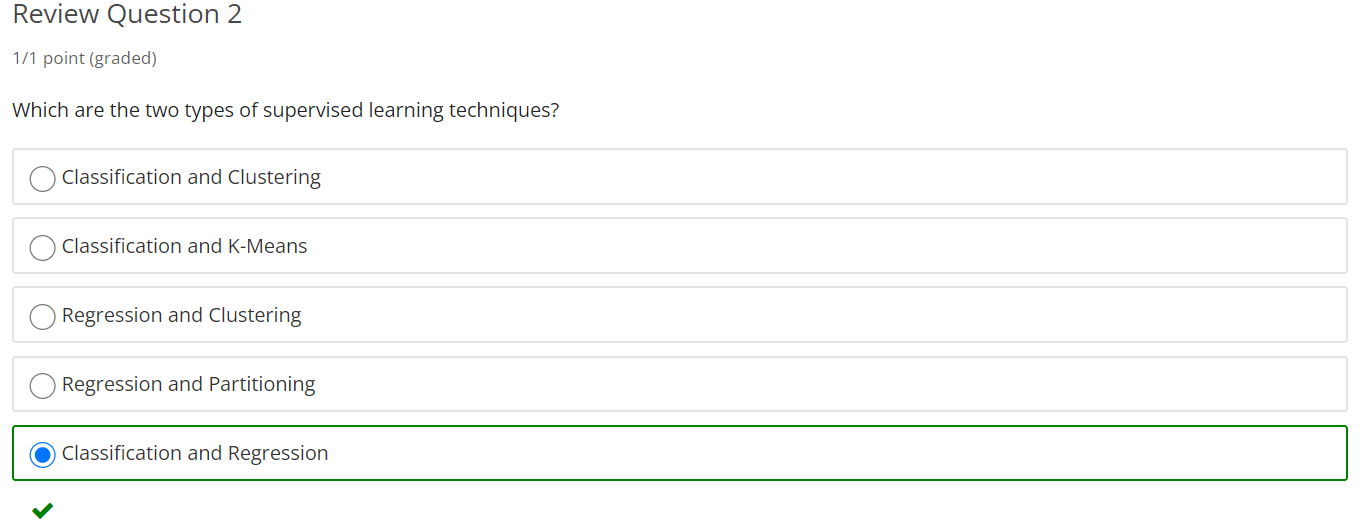 Review Question 2
1/1 point (graded)
Which are the two types of supervised learning techniques?
Classification and Clustering
Classification and K-Means
Regression and Clustering
Regression and Partitioning
Classification and Regression